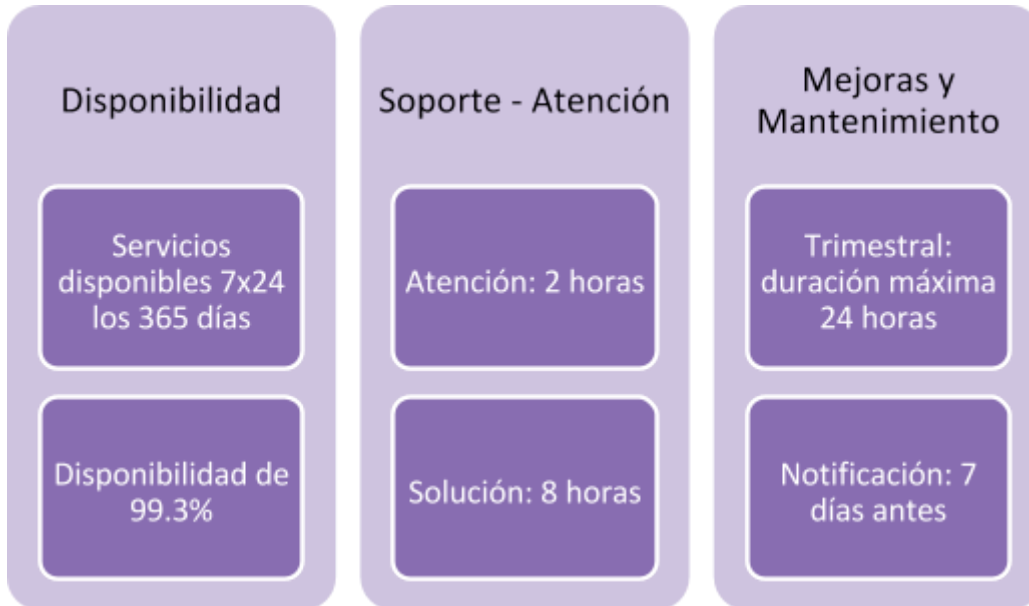 Disponibilidad
Servicios
disponibles 7x24
los 365 días
Disponibilidad de
99.3%
Soporte - Atención
Atención: 2 horas
Solución: 8 horas
Mejoras y
Mantenimiento
Trimestral:
duración máxima
24 horas
Notificación: 7
días antes